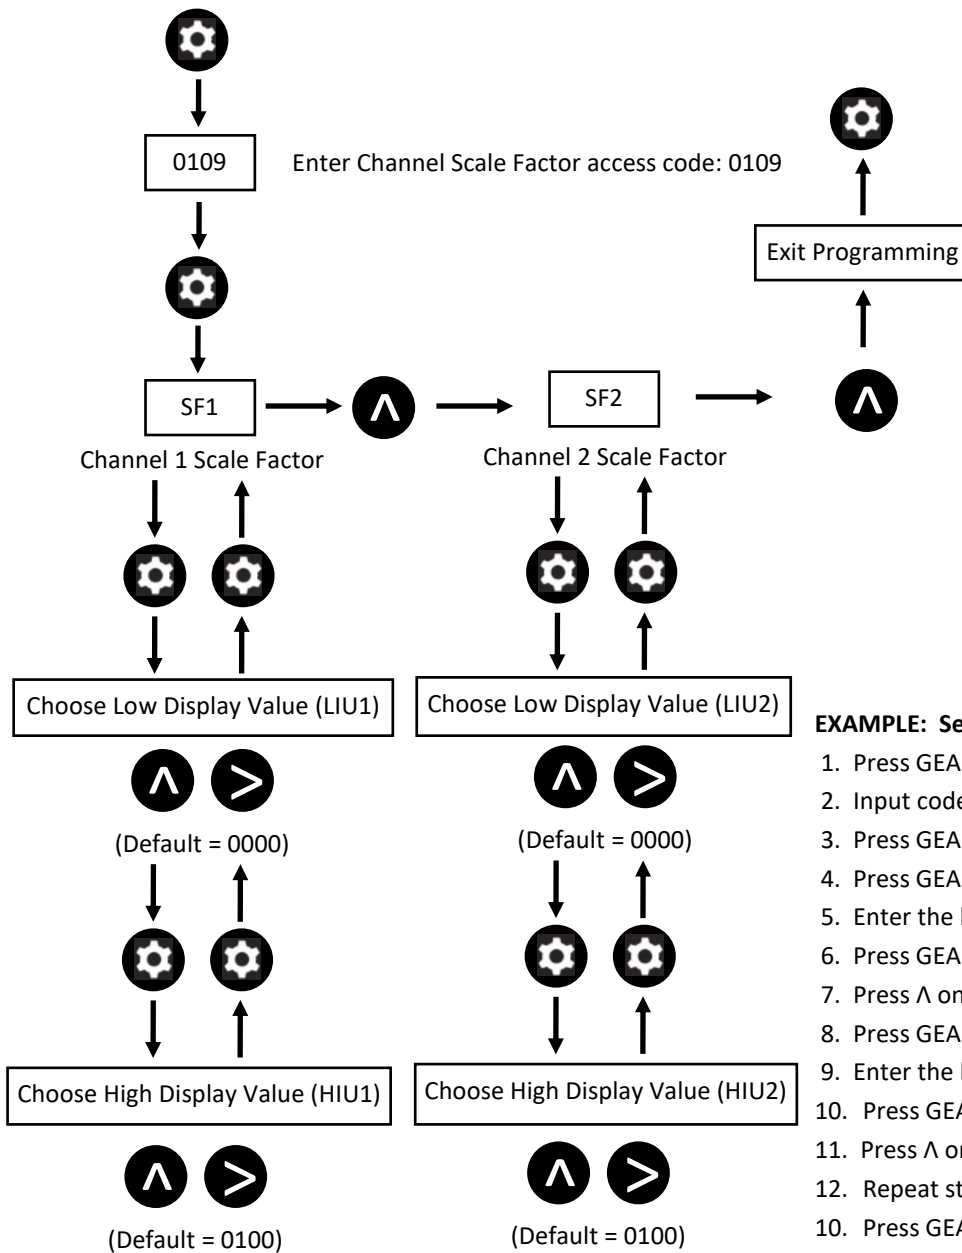 0109
Enter Channel Scale Factor access code: 0109
Exit Programming
SF1
SF2
Channel 1 Scale Factor
Channel 2 Scale Factor
Choose Low Display Value (LIU1)
Choose Low Display Value (LIU2)
(Default = 0000)
(Default = 0000)
Choose High Display Value (HIU1)
Choose High Display Value (HIU2)
(Default = 0100)
(Default = 0100)
EXAMPLE:
1. Press
2. Input
3. Press
4. Press
5. Enter the
6. Press
7. Press Λ
8. Press
9. Enter the
10. Press
11. Press Λ
12. Repeat
10. Press